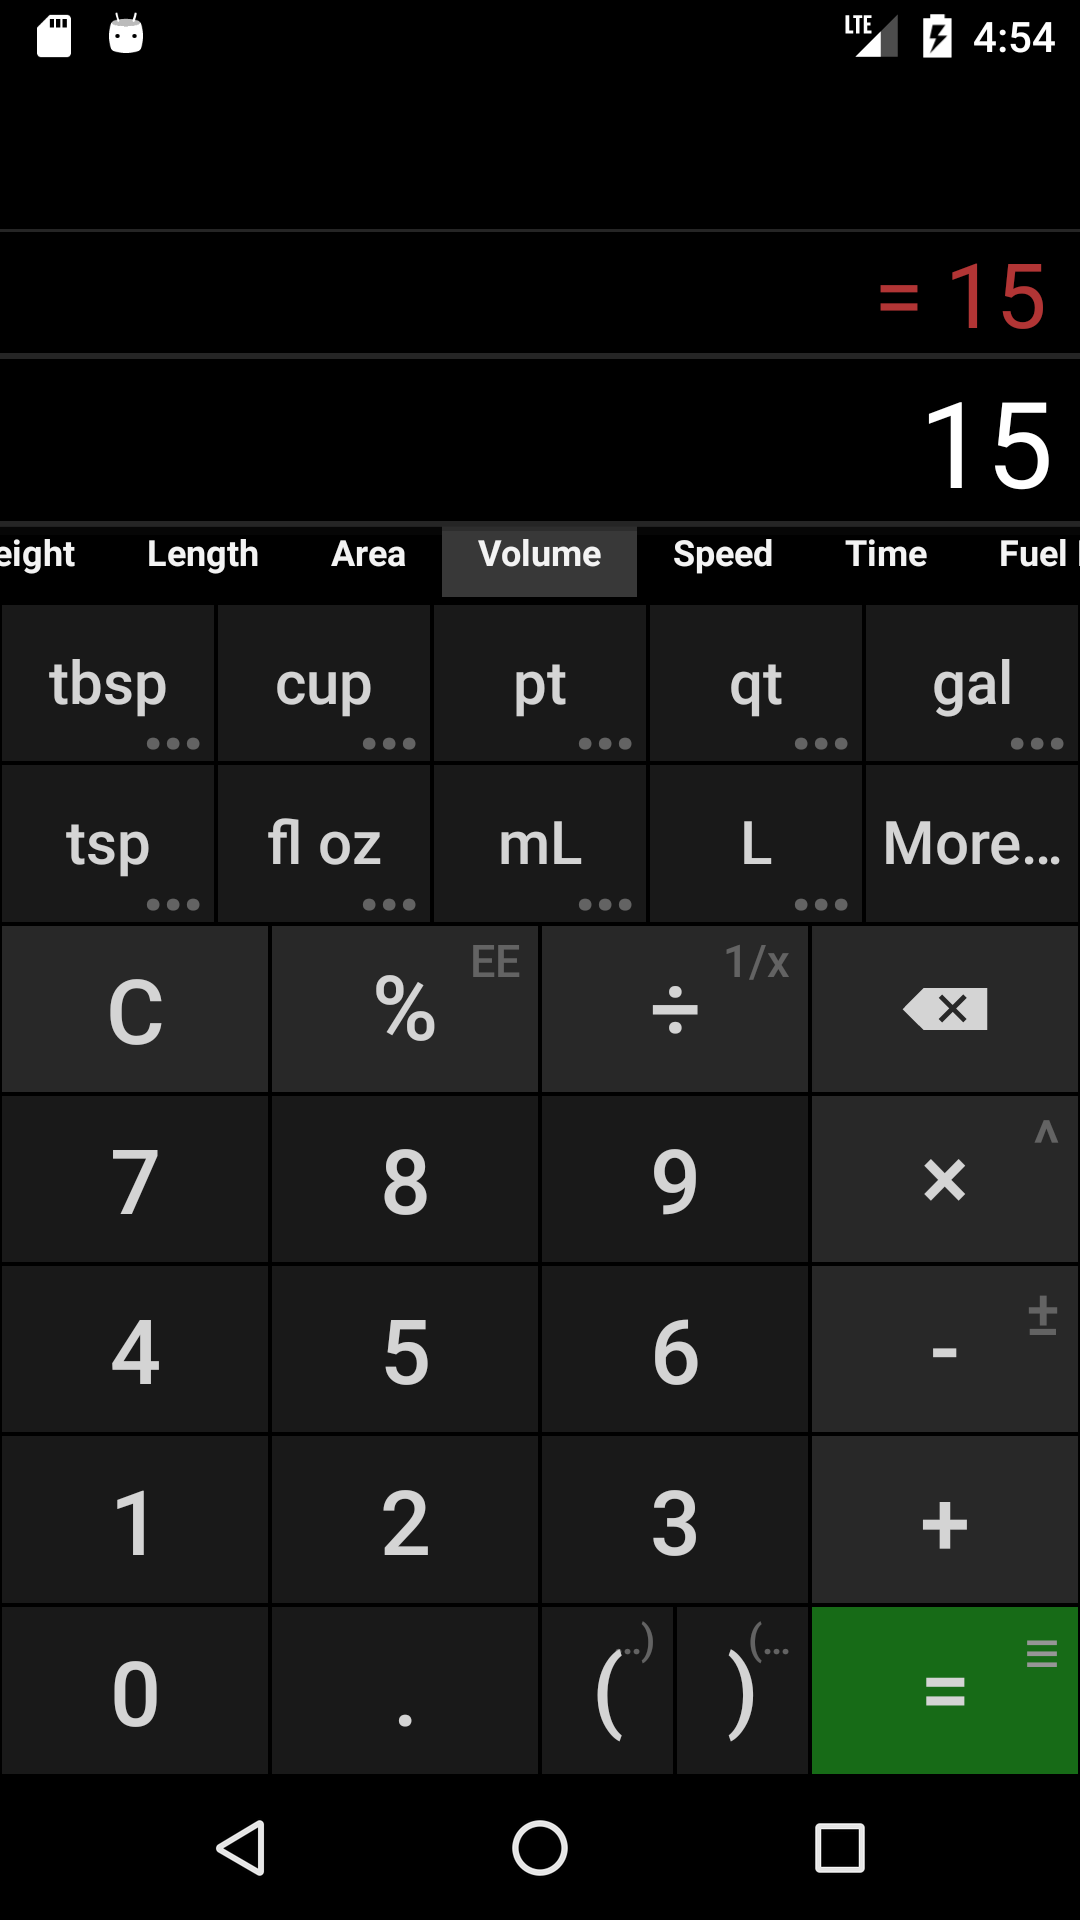 LTE 4:54
= 15
15
eight Length Area Volume Speed Time Fuel
tbsp cup pt qt gal
tsp fl oz mL L More...
C % EE ÷ 1/x
7 8 9 × ^
4 5 6 - ±
1 2 3 +
0 . ( ..) ) (... =